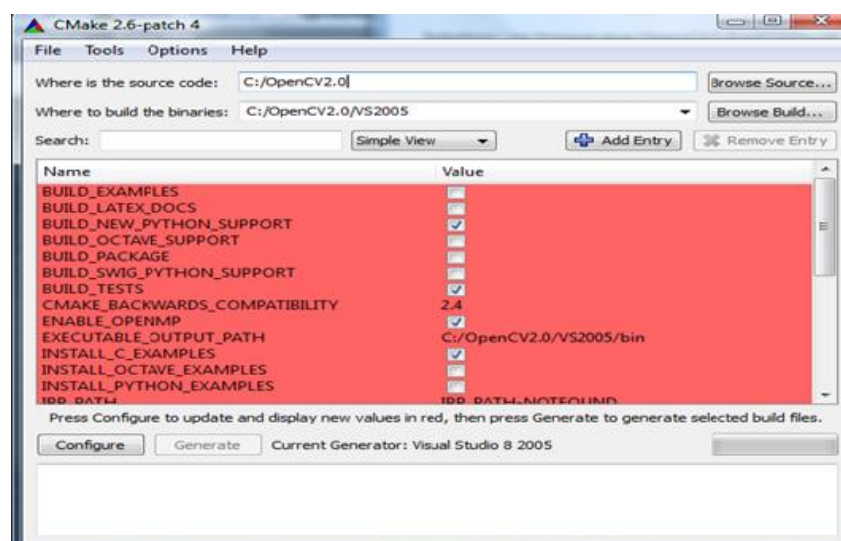 CMake 2.6-patch 4
File Tools Options Help
Where is the source code: C:/OpenCV2.0 Browse Source...
Where to build the binaries: C:/OpenCV2.0/VS2005 Browse Build...
Search: Simple View Add Entry Remove Entry
Name Value
BUILD_EXAMPLES
BUILD_LATEX_DOCS
BUILD_NEW_PYTHON_SUPPORT
BUILD_OCTAVE_SUPPORT
BUILD_PACKAGE
BUILD_SWIG_PYTHON_SUPPORT
BUILD_TESTS
CMAKE_BACKWARDS_COMPATIBILITY 2.4
ENABLE_OPENMP
EXECUTABLE_OUTPUT_PATH C:/OpenCV2.0/VS2005/bin
INSTALL_C_EXAMPLES
INSTALL_OCTAVE_EXAMPLES
INSTALL_PYTHON_EXAMPLES
IPP_PATH IPP_PATH-NOTFOUND
Press Configure to update and display new values in red, then press Generate to generate selected build files.
Configure Generate Current Generator: Visual Studio 8 2005